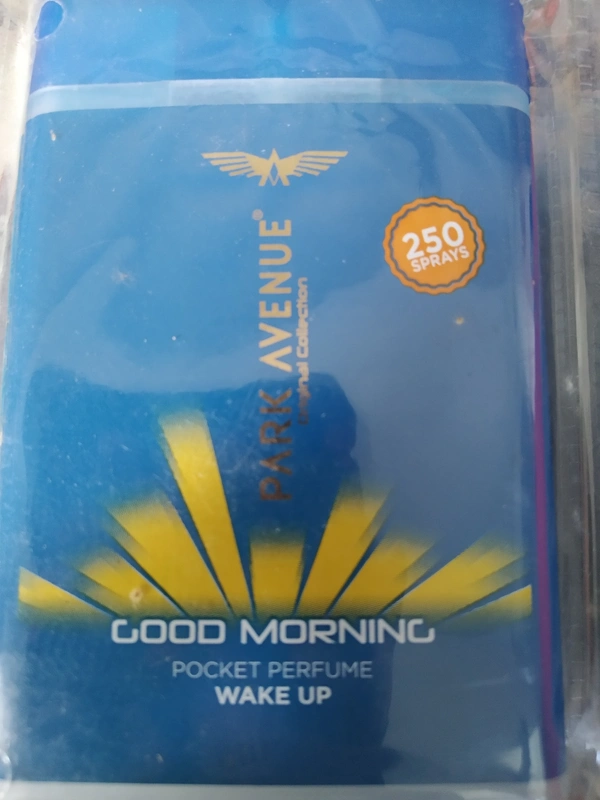 PARK AVENUE®
Original Collection
250
SPRAYS
GOOD MORNING
POCKET PERFUME
WAKE UP